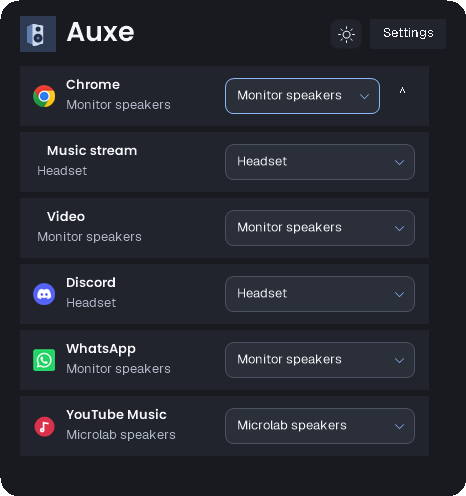 Auxe
Settings
Chrome
Monitor speakers
Monitor speakers
Music stream
Headset
Headset
Video
Monitor speakers
Monitor speakers
Discord
Headset
Headset
WhatsApp
Monitor speakers
Monitor speakers
YouTube Music
Microlab speakers
Microlab speakers